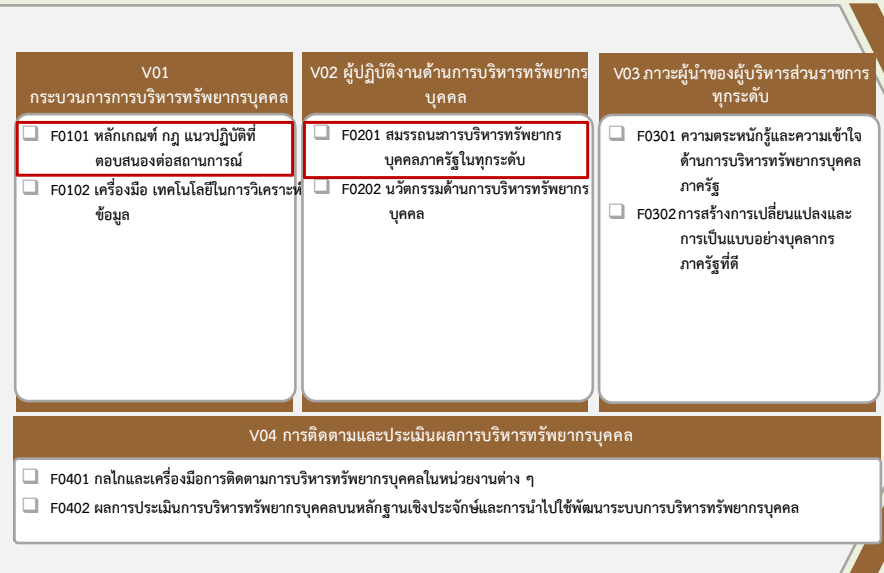 V01
กระบวนการการบริหารทรัพยากรบุคคล
F0101 หลักเกณฑ์ กฎ แนวปฏิบัติที่
ตอบสนองต่อสถานการณ์
F0102 เครื่องมือ เทคโนโลยีในการวิเคราะห์
ข้อมูล
V02 ผู้ปฏิบัติงานด้านการบริหารทรัพยากร
บุคคล
F0201 สมรรถนะการบริหารทรัพยากร
บุคคลภาครัฐในทุกระดับ
F0202 นวัตกรรมด้านการบริหารทรัพยากร
บุคคล
V03 ภาวะผู้นำของผู้บริหารส่วนราชการ
ทุกระดับ
F0301 ความตระหนักรู้และความเข้าใจ
ด้านการบริหารทรัพยากรบุคคล
ภาครัฐ
F0302 การสร้างการเปลี่ยนแปลงและ
การเป็นแบบอย่างบุคลากร
ภาครัฐที่ดี
V04 การติดตามและประเมินผลการบริหารทรัพยากรบุคคล
F0401 กลไกและเครื่องมือการติดตามการบริหารทรัพยากรบุคคลในหน่วยงานต่าง ๆ
F0402 ผลการประเมินการบริหารทรัพยากรบุคคลบนหลักฐานเชิงประจักษ์และการนำไปใช้พัฒนาระบบการบริหารทรัพยากรบุคคล